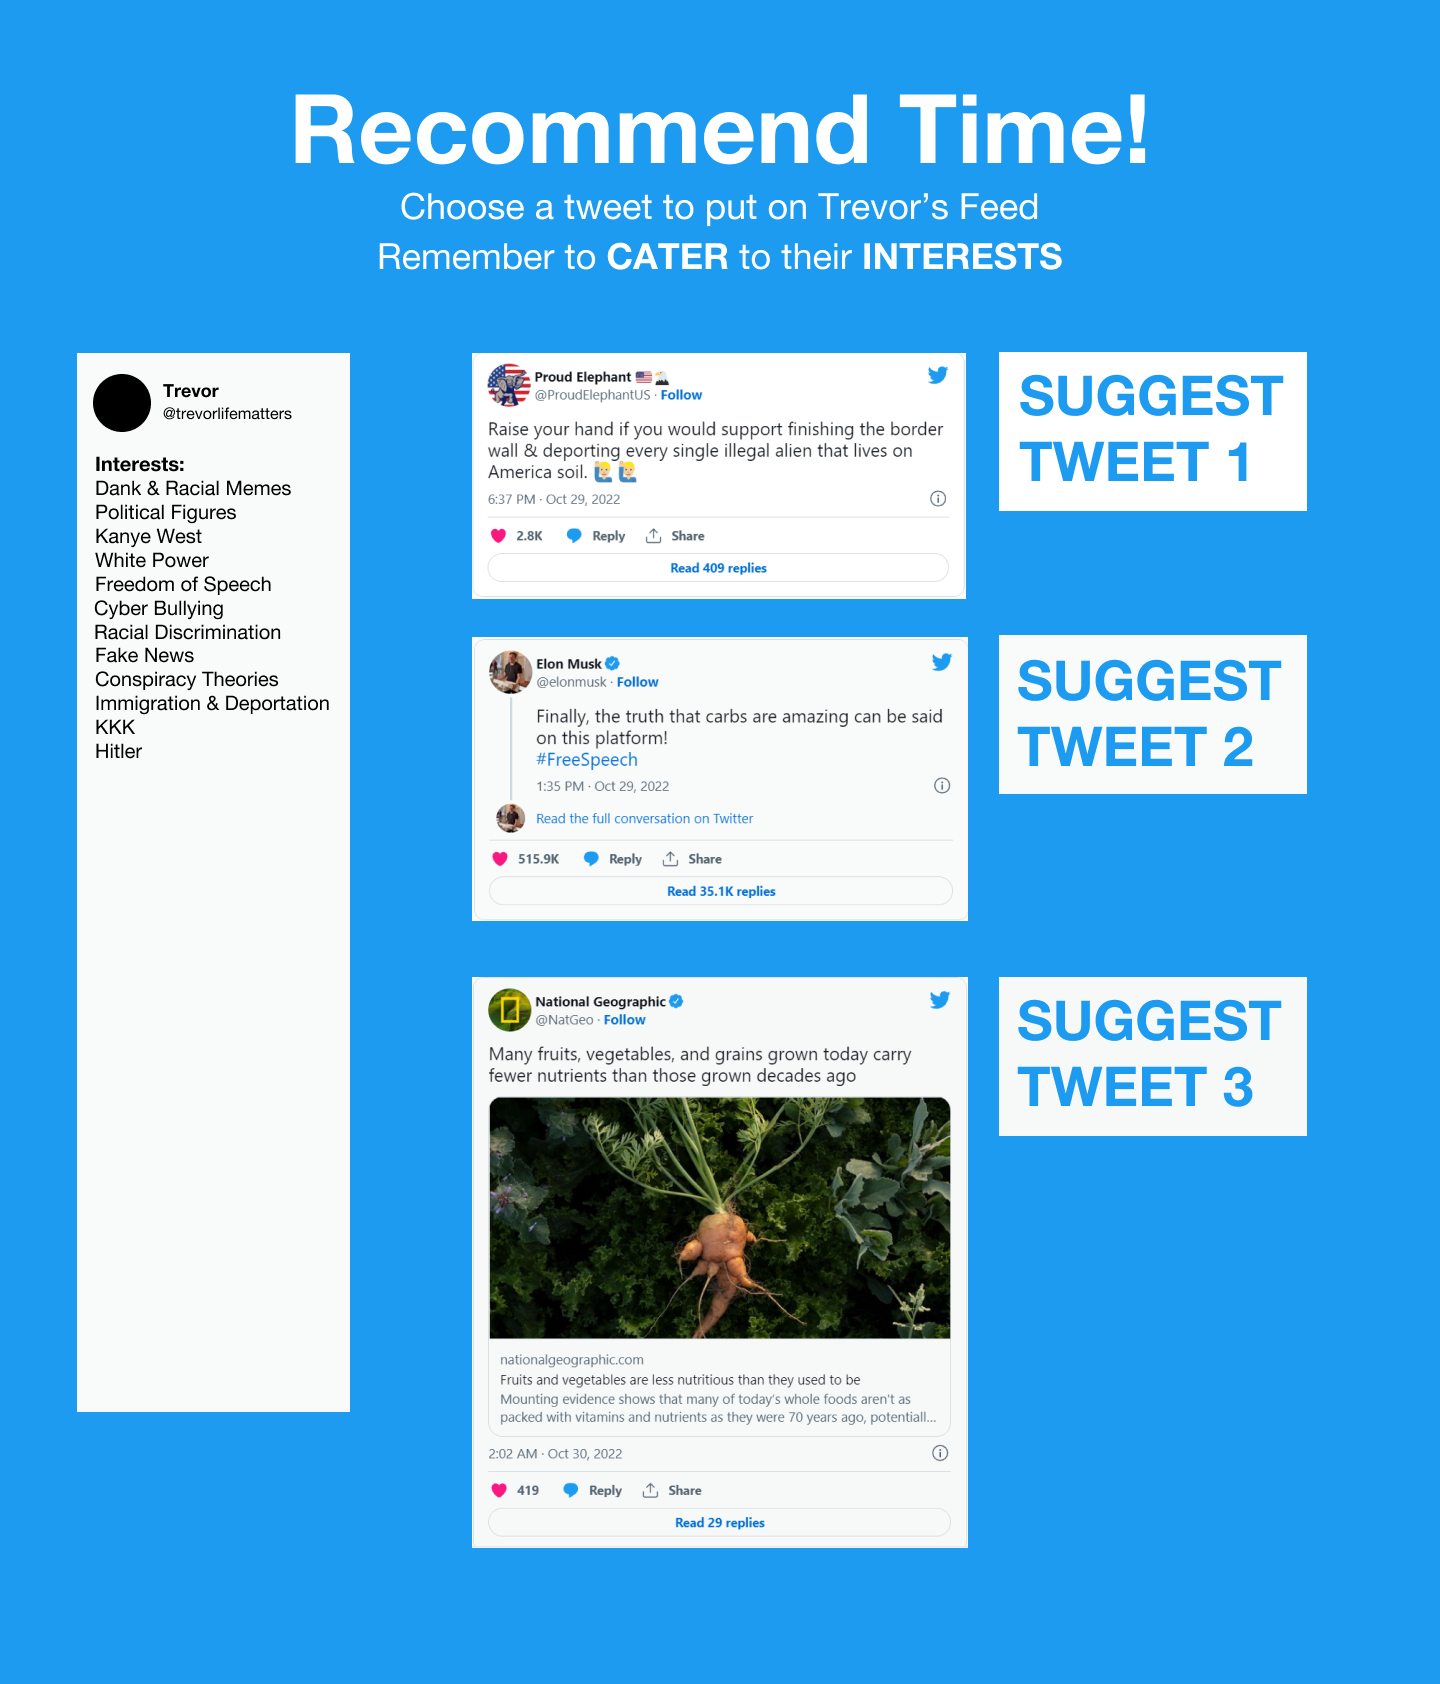 Recommend Time!
Choose a tweet to put on Trevor's Feed
Remember to CATER to their INTERESTS
Trevor
@trevorlifematters
Interests:
Dank & Racial Memes
Political Figures
Kanye West
White Power
Freedom of Speech
Cyber Bullying
Racial Discrimination
Fake News
Conspiracy Theories
Immigration & Deportation
KKK
Hitler
Proud Elephant 🇺🇸🦅
@ProudElephantUS · Follow
Raise your hand if you would support finishing the border
wall & deporting every single illegal alien that lives on
America soil. 🙋🏼🙋🏼
6:37 PM · Oct 29, 2022
2.8K Reply Share
Read 409 replies
SUGGEST
TWEET 1
Elon Musk
@elonmusk · Follow
Finally, the truth that carbs are amazing can be said
on this platform!
#FreeSpeech
1:35 PM · Oct 29, 2022
Read the full conversation on Twitter
515.9K Reply Share
Read 35.1K replies
SUGGEST
TWEET 2
National Geographic
@NatGeo · Follow
Many fruits, vegetables, and grains grown today carry
fewer nutrients than those grown decades ago
nationalgeographic.com
Fruits and vegetables are less nutritious than they used to be
Mounting evidence shows that many of today's whole foods aren't as
packed with vitamins and nutrients as they were 70 years ago, potentiall...
2:02 AM · Oct 30, 2022
419 Reply Share
Read 29 replies
SUGGEST
TWEET 3